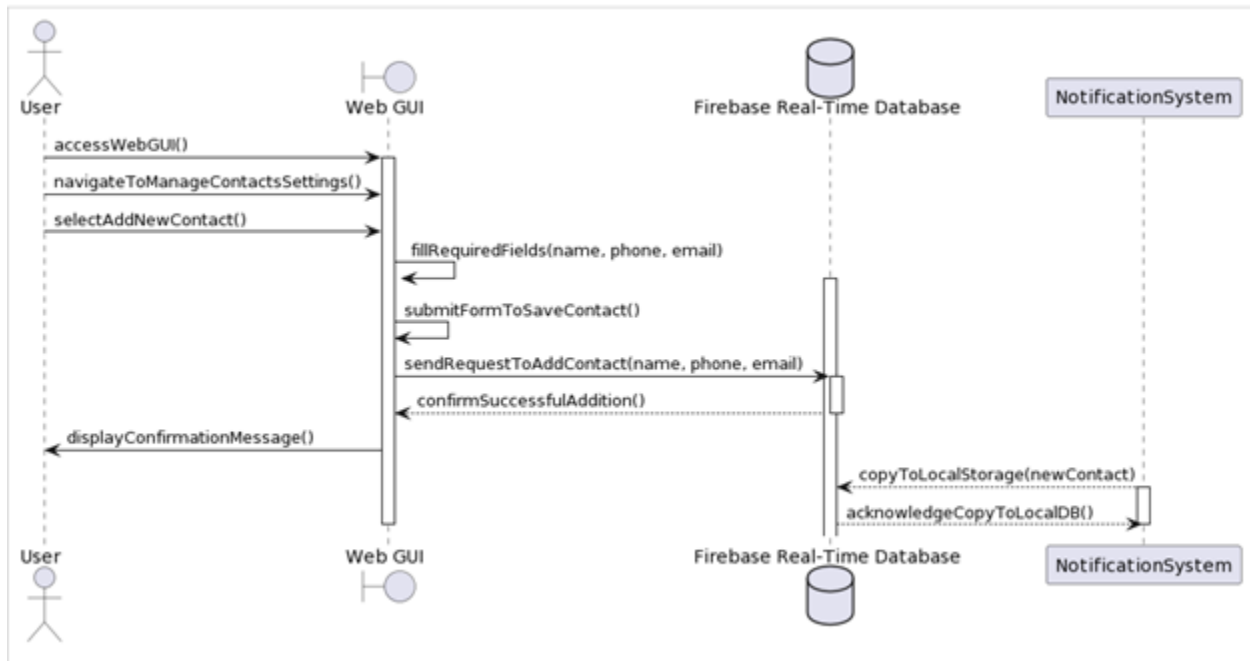 User
Web GUI
Firebase Real-Time Database
NotificationSystem
accessWebGUI()
navigateToManageContactsSettings()
selectAddNewContact()
fillRequiredFields(name, phone, email)
submitFormToSaveContact()
sendRequestToAddContact(name, phone, email)
confirmSuccessfulAddition()
displayConfirmationMessage()
copyToLocalStorage(newContact)
acknowledgeCopyToLocalDB()
User
Web GUI
Firebase Real-Time Database
NotificationSystem